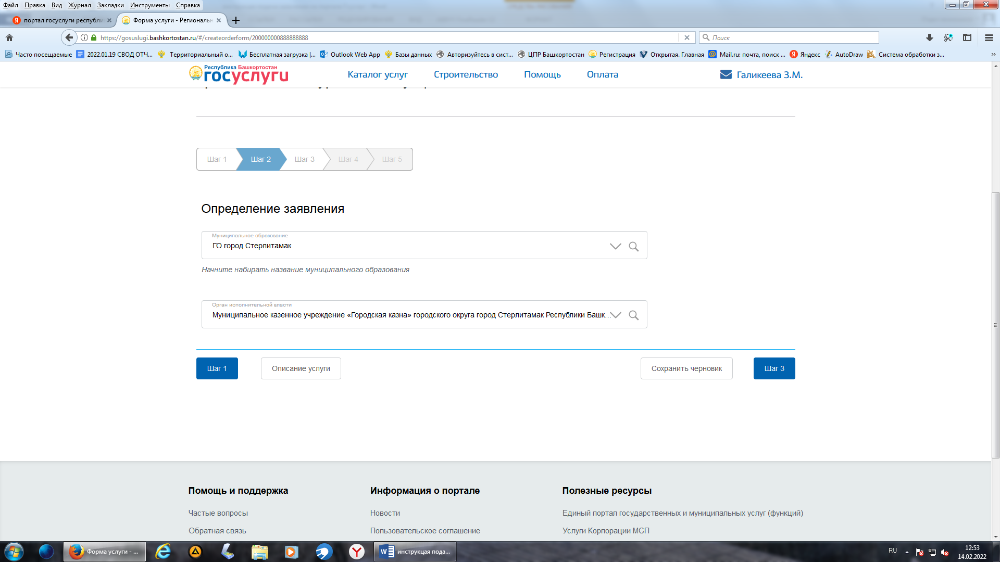 Файл Правка Вид Журнал Закладки Инструменты Справка
портал госуслуги республи
Форма услуги - Региональн
https://gosuslugi.bashkortostan.ru/#/createorderform/200000000888888888
Поиск
Часто посещаемые 2022.01.19 СВОД ОТЧ... Территориальный о... Бесплатная загрузка |... Outlook Web App Базы данных Авторизуйтесь в сист... ЦПР Башкортостан Регистрация Открытая. Главная Mail.ru: почта, поиск ... Яндекс AutoDraw Система обработки з... »
Республика Башкортостан
госуслуги
Каталог услуг Строительство Помощь Оплата Галикеева З.М.
Шаг 1 Шаг 2 Шаг 3 Шаг 4 Шаг 5
Определение заявления
Муниципальное образование
ГО город Стерлитамак
Начните набирать название муниципального образования
Орган исполнительной власти
Муниципальное казенное учреждение «Городская казна» городского округа город Стерлитамак Республики Башк...
Шаг 1 Описание услуги Сохранить черновик Шаг 3
Помощь и поддержка Информация о портале Полезные ресурсы
Частые вопросы Новости Единый портал государственных и муниципальных услуг (функций)
Обратная связь Пользовательское соглашение Услуги Корпорации МСП
Форма услуги - ...
инструкцая пода...
RU
12:53
14.02.2022